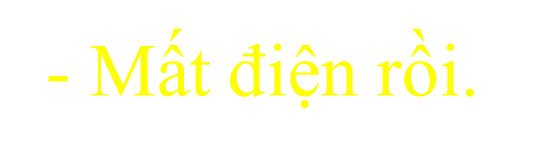 - Mất điện rồi.